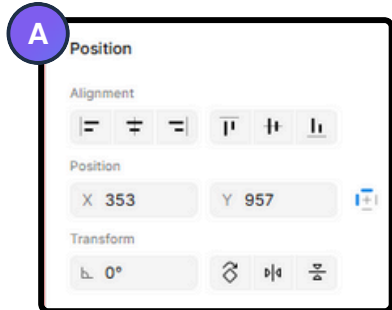 A
Position
Alignment
Position
X 353 Y 957
Transform
0°